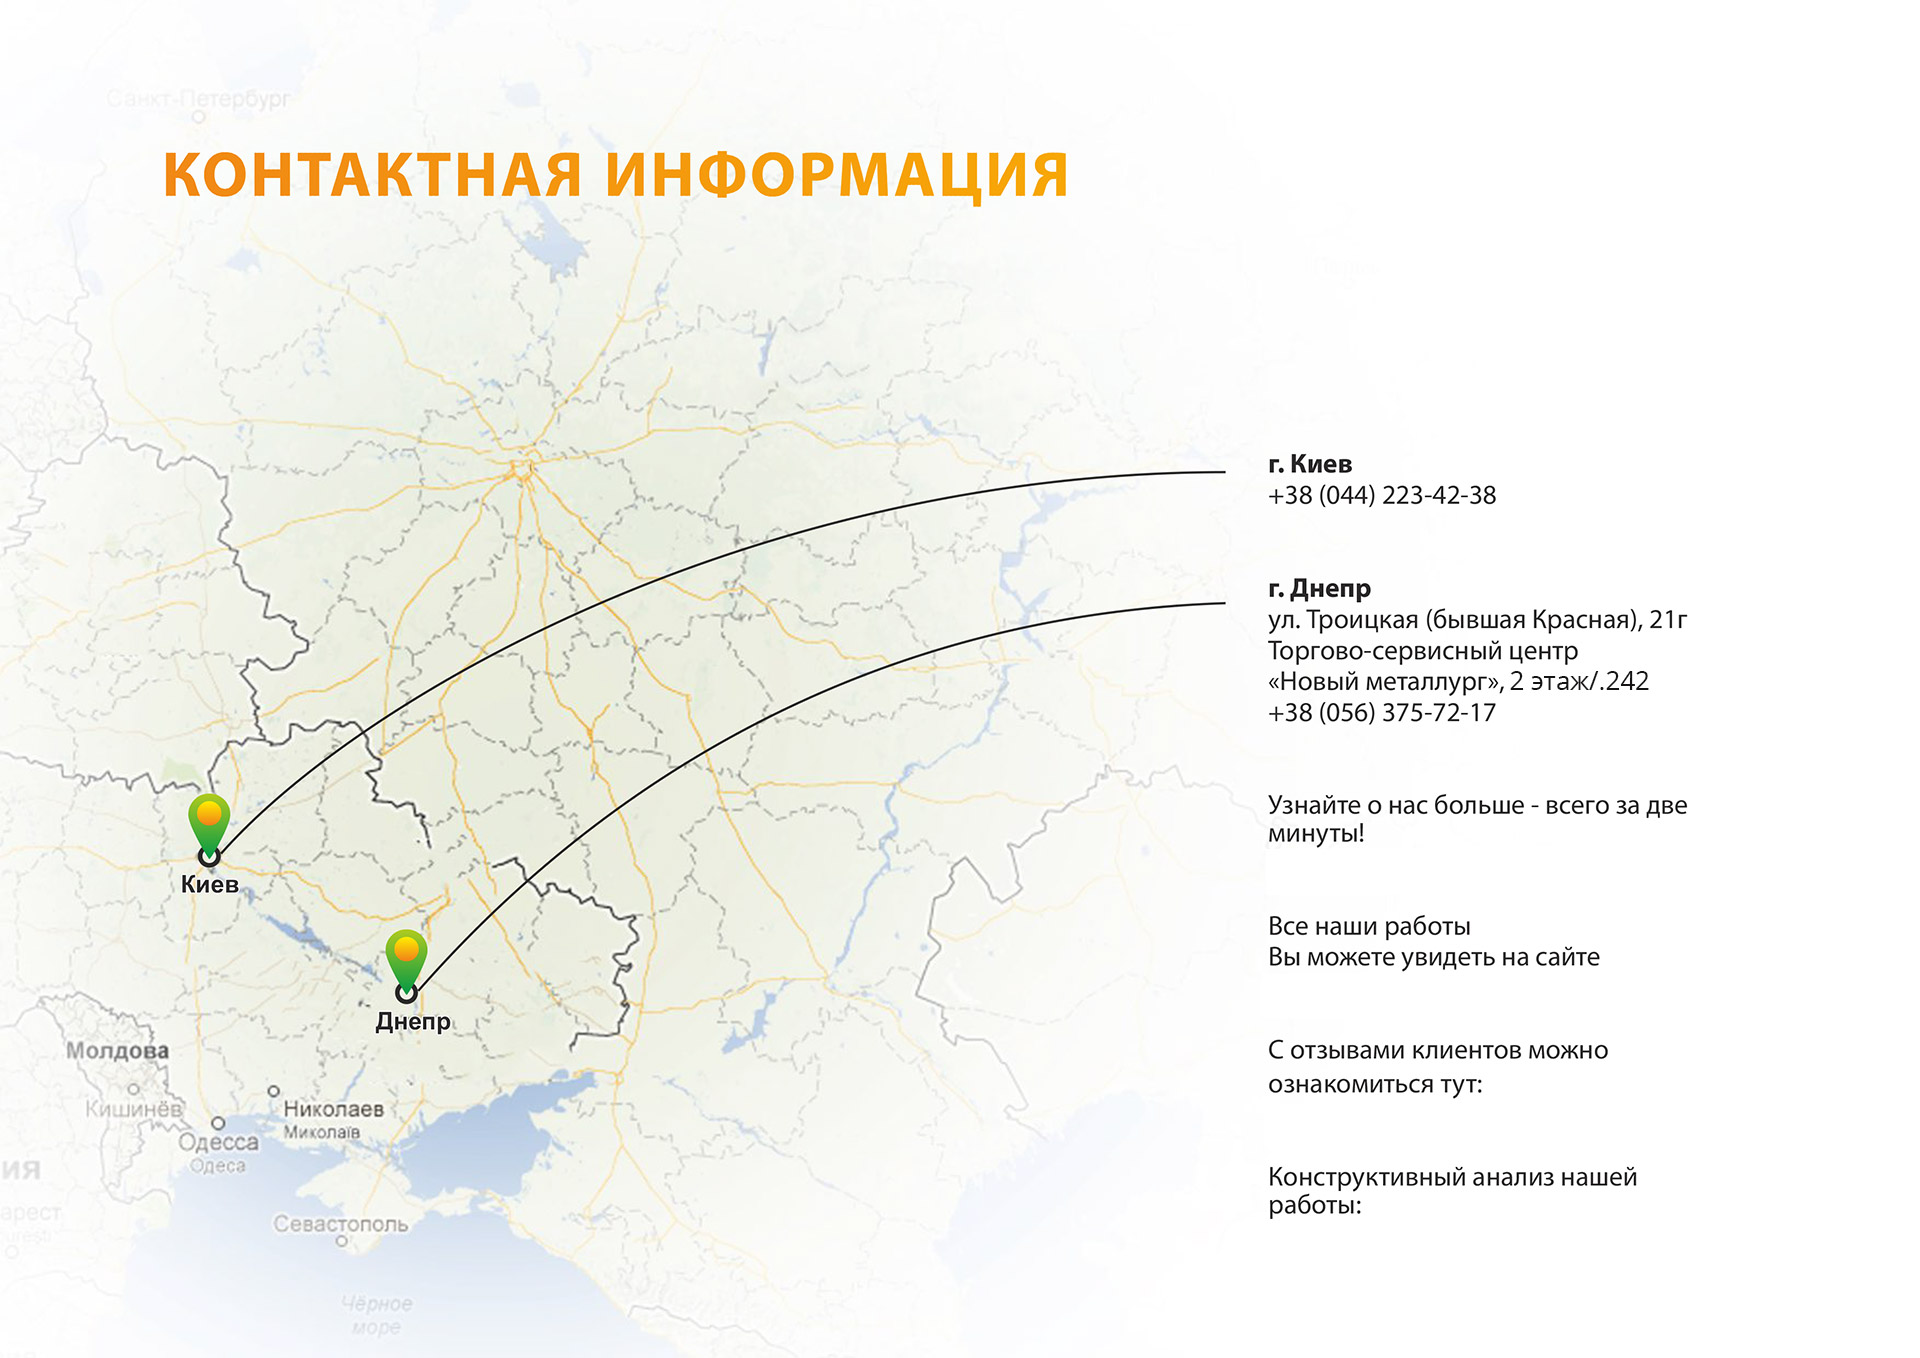 Санкт-Петербург
КОНТАКТНАЯ ИНФОРМАЦИЯ
г. Киев
+38 (044) 223-42-38
г. Днепр
ул. Троицкая (бывшая Красная), 21г
Торгово-сервисный центр
«Новый металлург», 2 этаж/.242
+38 (056) 375-72-17
Узнайте о нас больше - всего за две
минуты!
Все наши работы
Вы можете увидеть на сайте
С отзывами клиентов можно
ознакомиться тут:
Конструктивный анализ нашей
работы:
Киев
Днепр
Молдова
Кишинёв
Николаев
Миколаїв
Одесса
Одеса
ия
арест
Севастополь
Чёрное
море